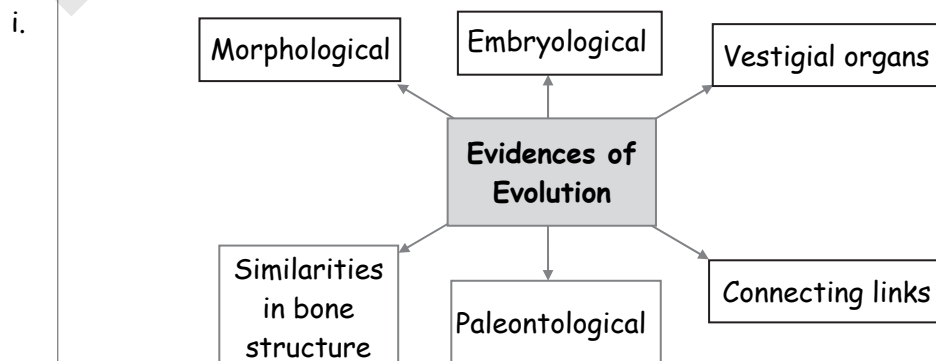 i.
Morphological
Embryological
Vestigial organs
Evidences of
Evolution
Similarities
in bone
structure
Paleontological
Connecting links